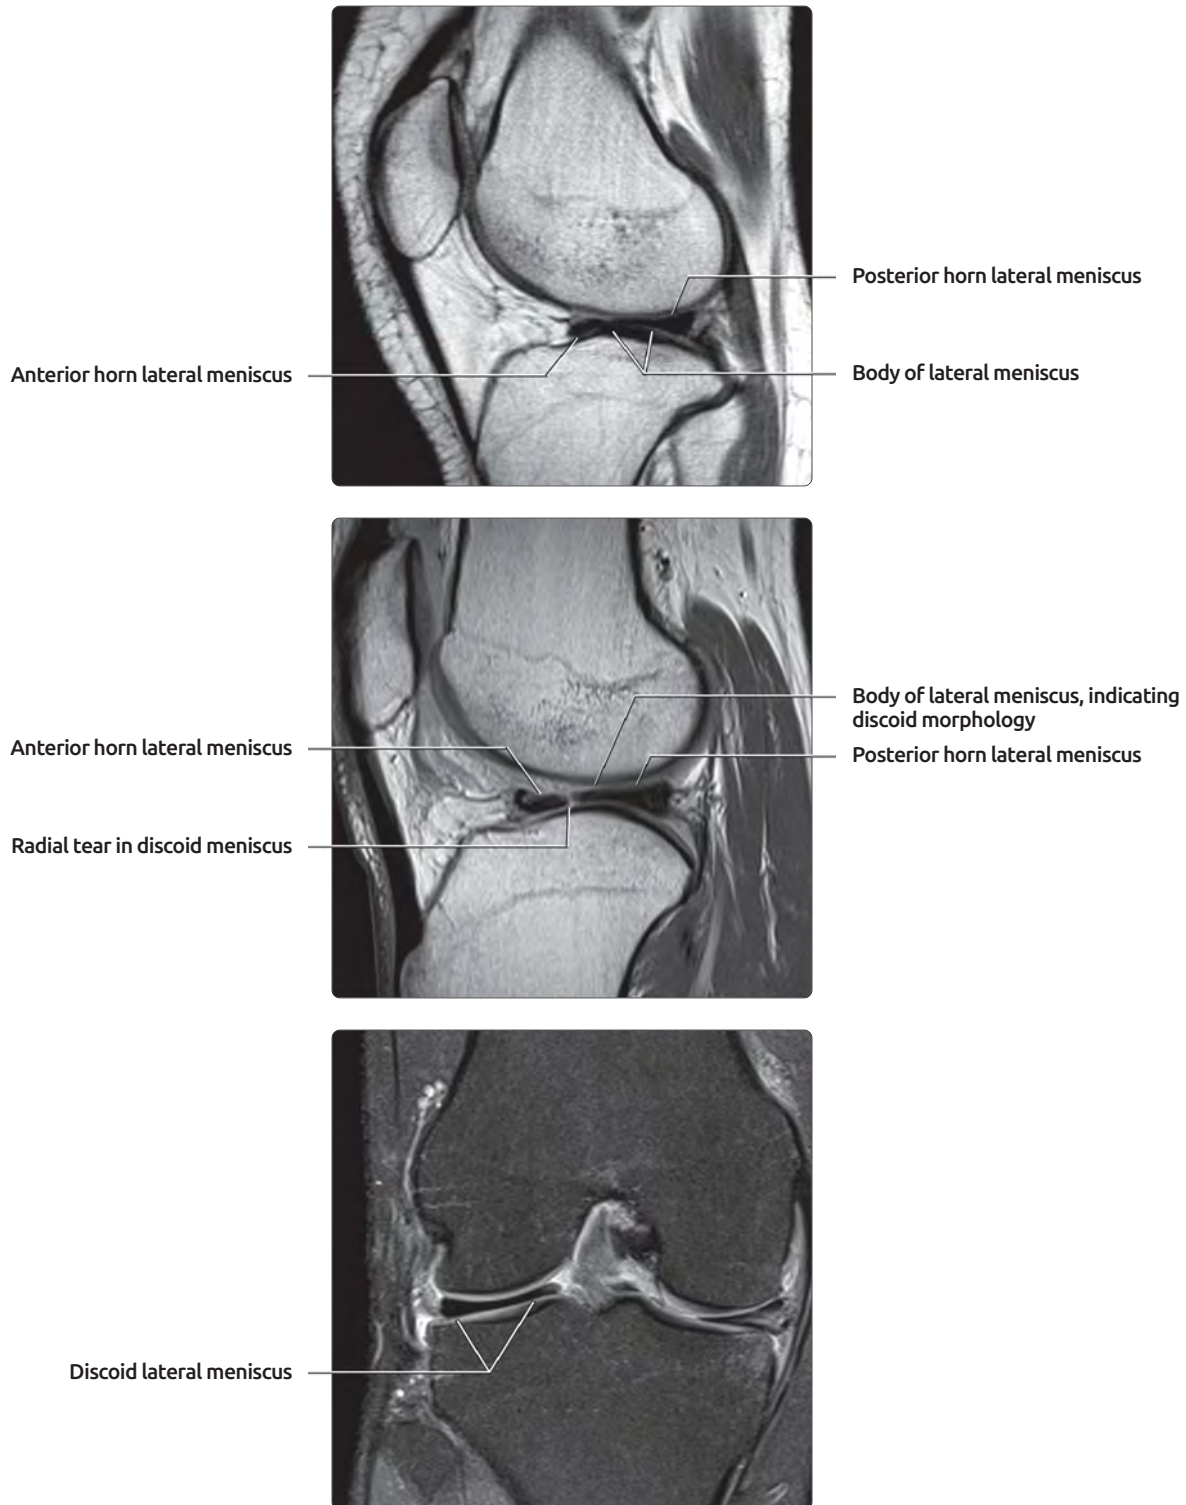 Posterior horn lateral meniscus
Anterior horn lateral meniscus
Body of lateral meniscus
Body of lateral meniscus, indicating
discoid morphology
Anterior horn lateral meniscus
Posterior horn lateral meniscus
Radial tear in discoid meniscus
Discoid lateral meniscus